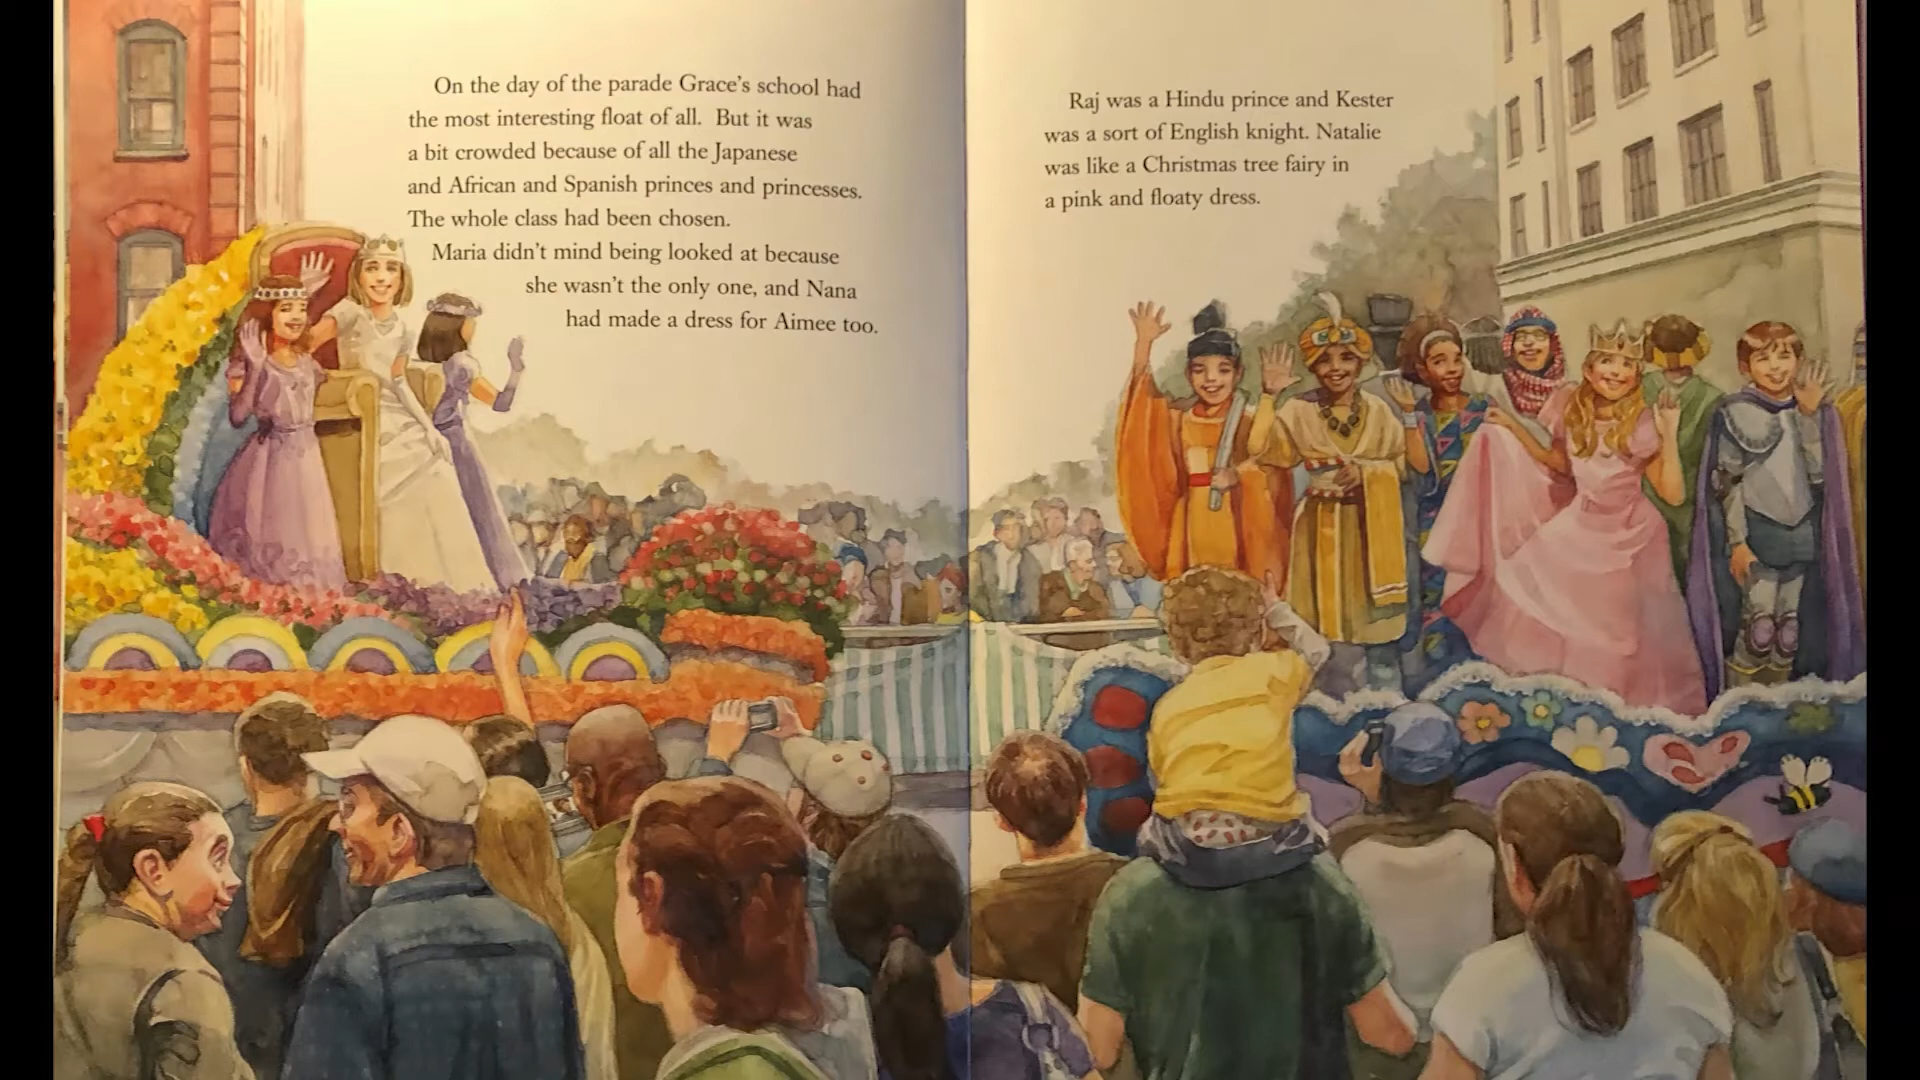 On the day of the parade Grace's school had
the most interesting float of all. But it was
a bit crowded because of all the Japanese
and African and Spanish princes and princesses.
The whole class had been chosen.
Maria didn't mind being looked at because
she wasn't the only one, and Nana
had made a dress for Aimee too.
Raj was a Hindu prince and Kester
was a sort of English knight. Natalie
was like a Christmas tree fairy in
a pink and floaty dress.